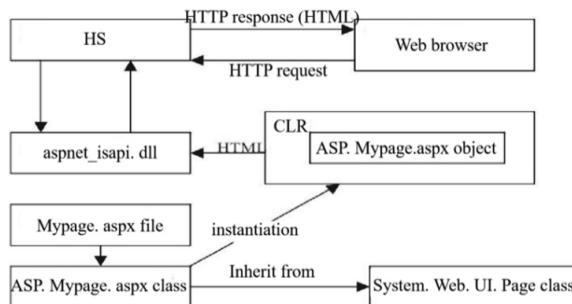 HTTP response (HTML)
HS
Web browser
HTTP request
CLR
aspnet_isapi. dll
HTML
ASP. Mypage.aspx object
Mypage. aspx file
instantiation
ASP. Mypage. aspx class
Inherit from
System. Web. UI. Page class